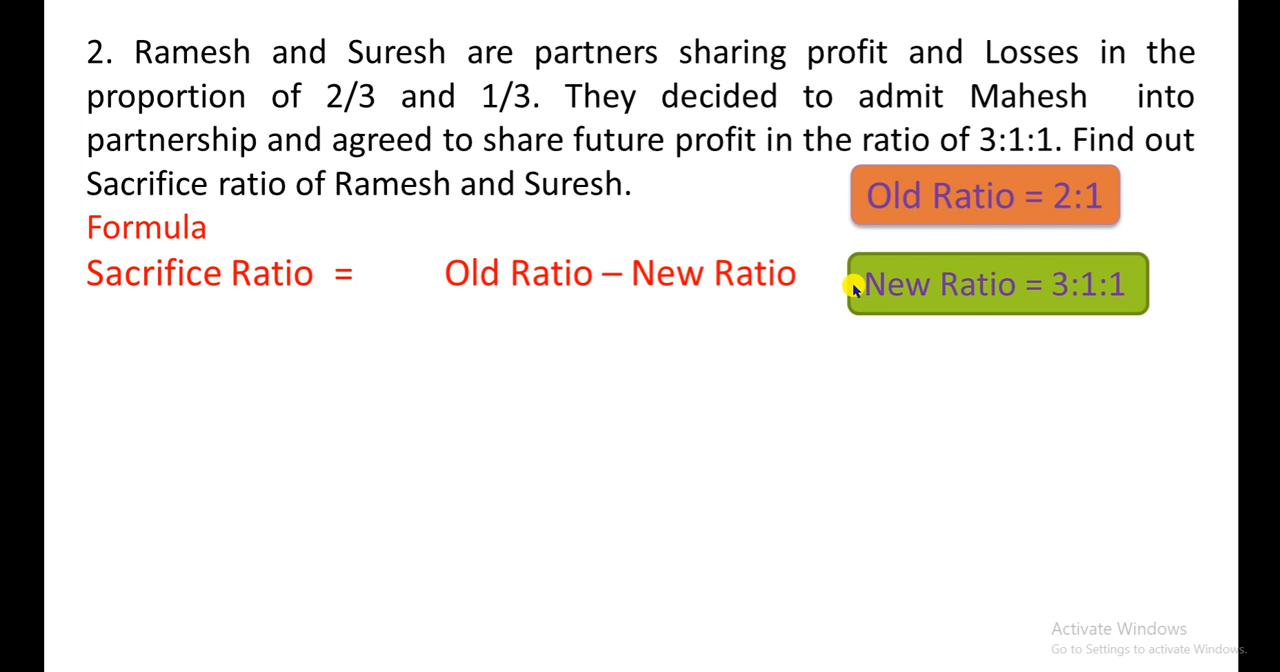 2. Ramesh and Suresh are partners sharing profit and Losses in the
proportion of 2/3 and 1/3. They decided to admit Mahesh into
partnership and agreed to share future profit in the ratio of 3:1:1. Find out
Sacrifice ratio of Ramesh and Suresh.
Old Ratio = 2:1
Formula
Sacrifice Ratio = Old Ratio – New Ratio
New Ratio = 3:1:1
Activate Windows
Go to Settings to activate Windows.